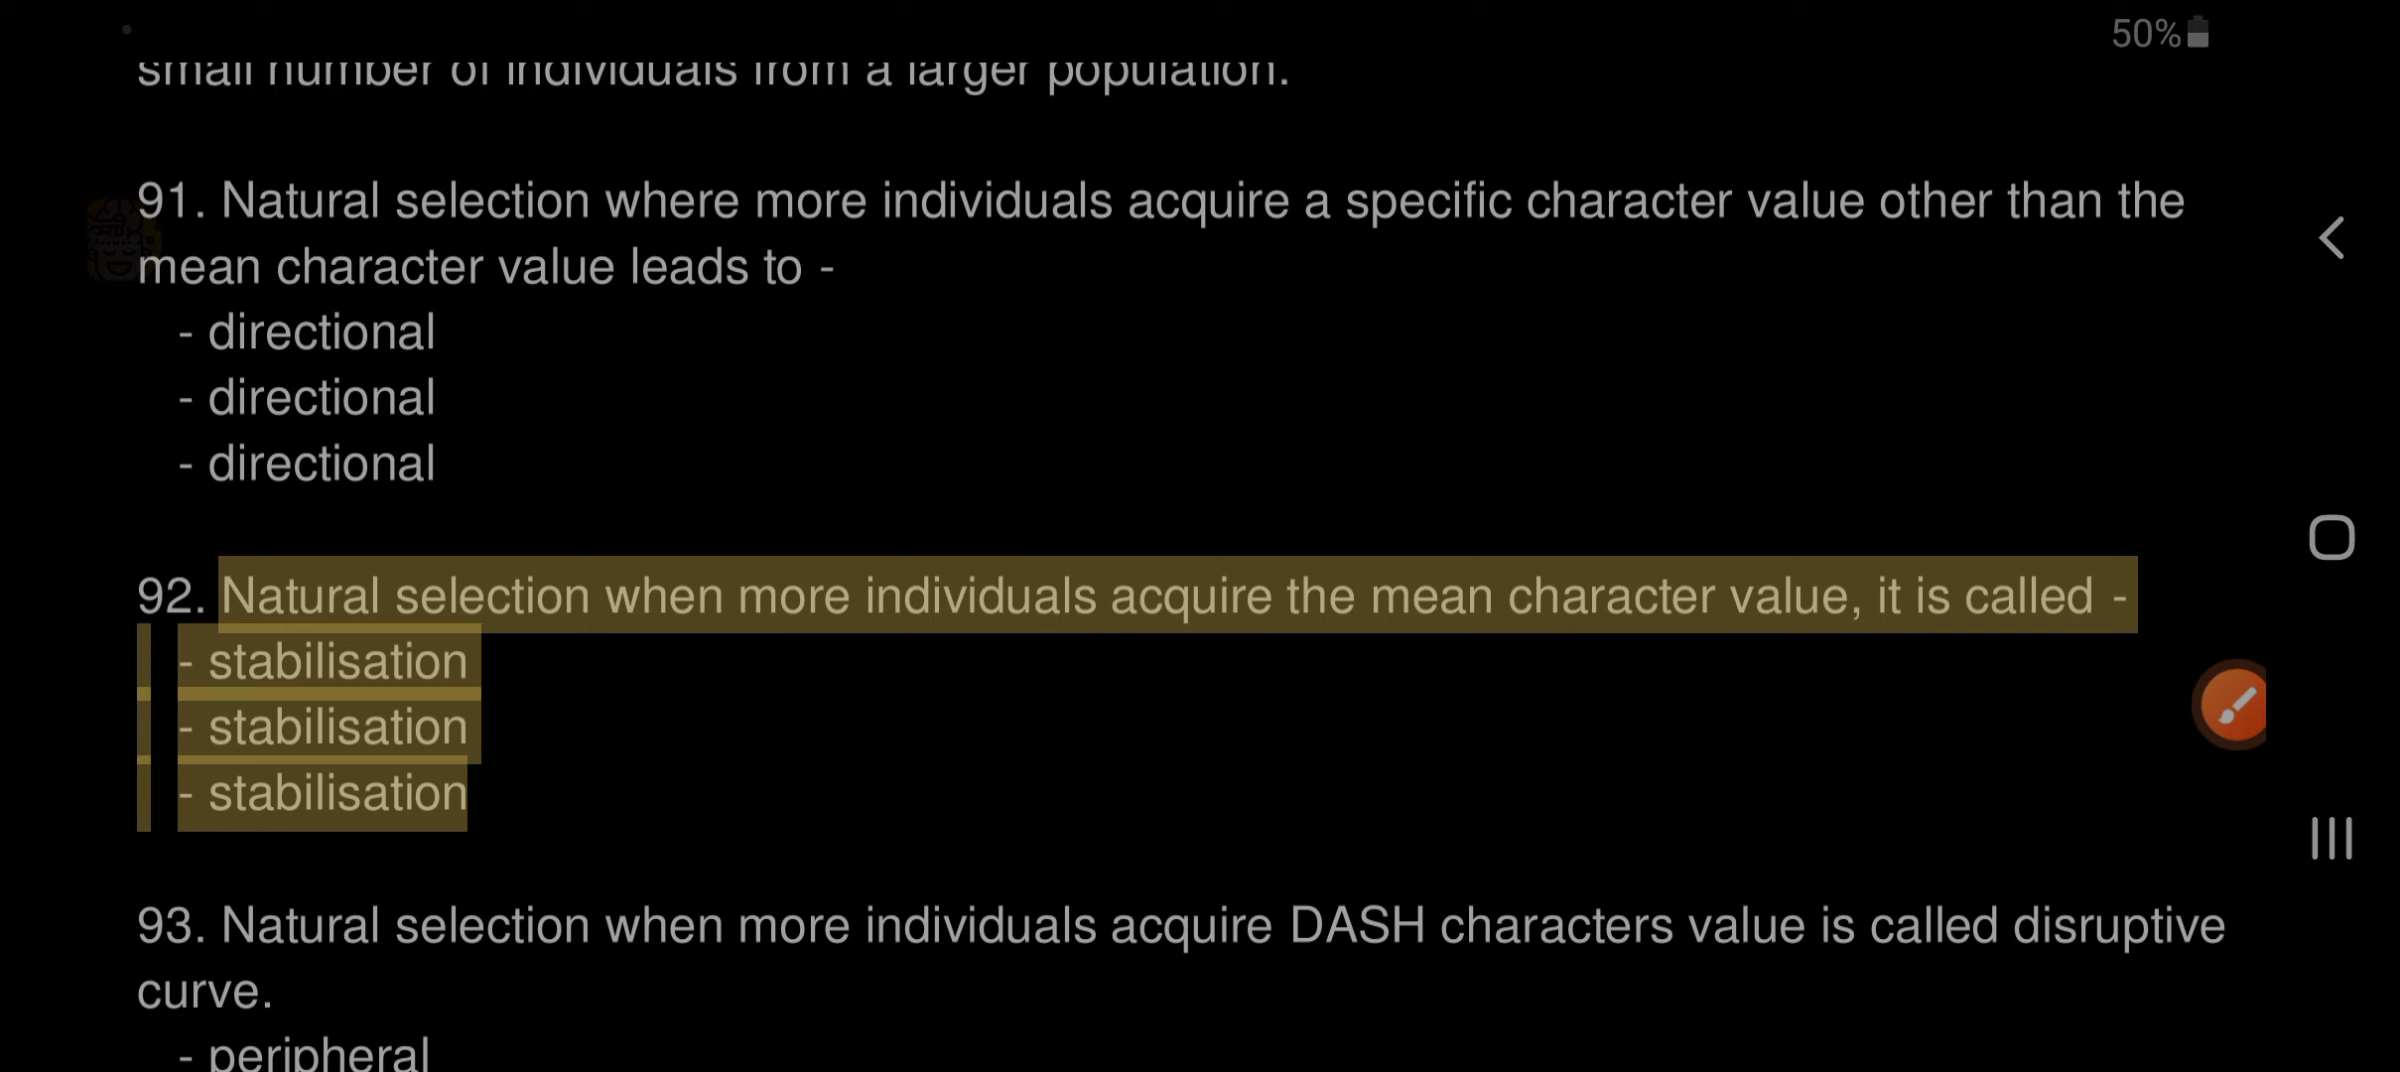 50%
small number of individuals from a larger population.
91. Natural selection where more individuals acquire a specific character value other than the
mean character value leads to -
- directional
- directional
- directional
92. Natural selection when more individuals acquire the mean character value, it is called -
- stabilisation
- stabilisation
- stabilisation
93. Natural selection when more individuals acquire DASH characters value is called disruptive
curve.
- peripheral